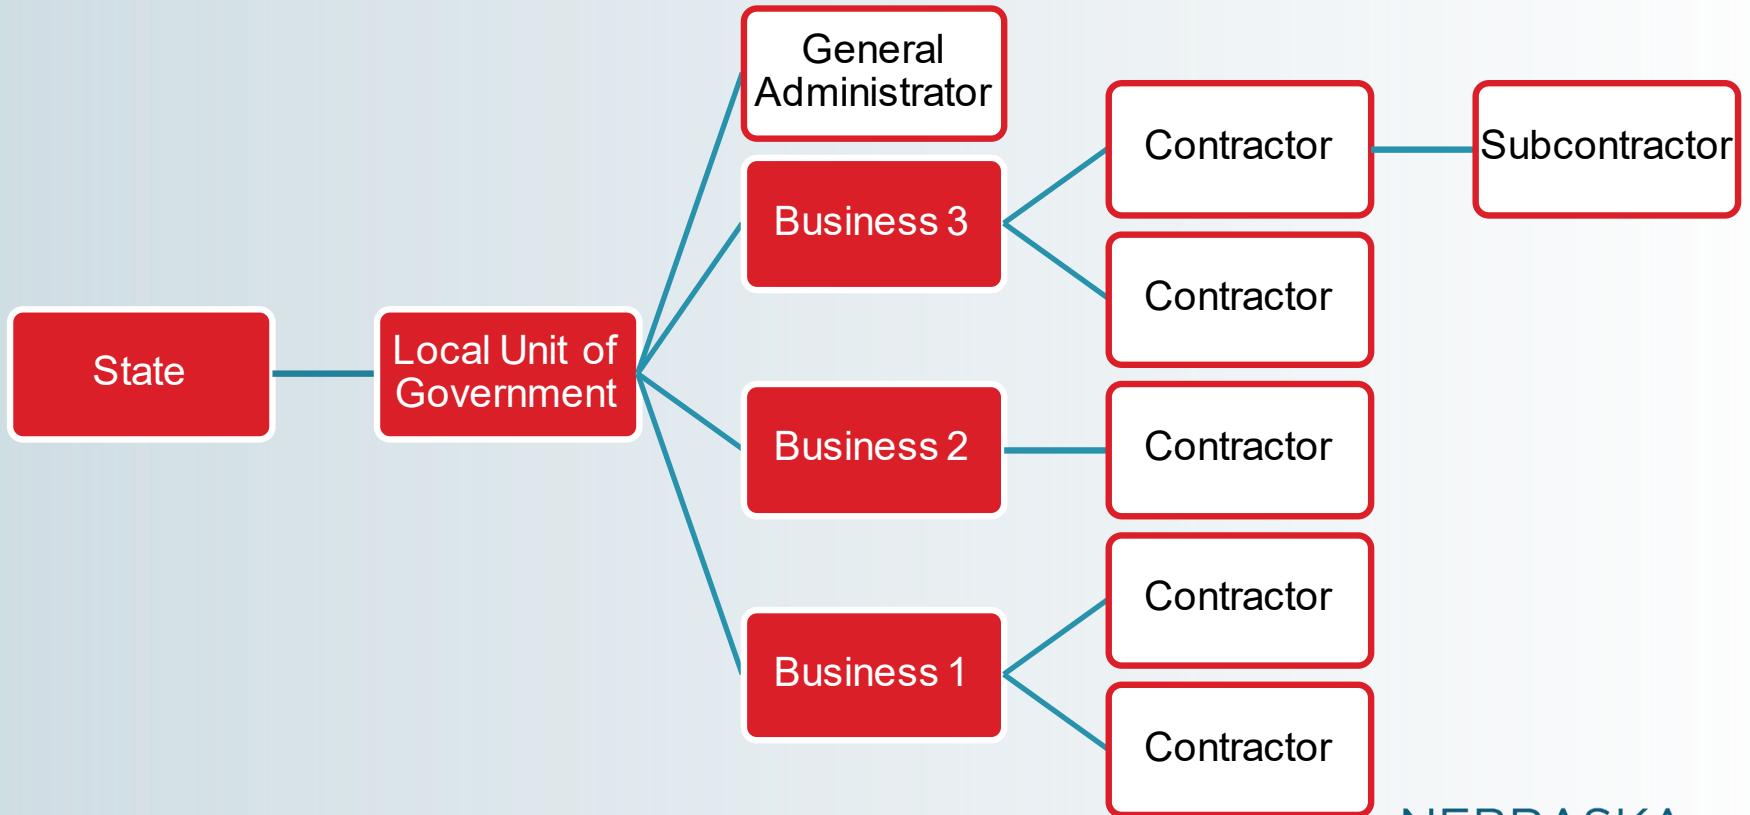 General
Administrator
Contractor
Subcontractor
Business 3
Contractor
State
Local Unit of
Government
Business 2
Contractor
Contractor
Business 1
Contractor
NEBRASKA